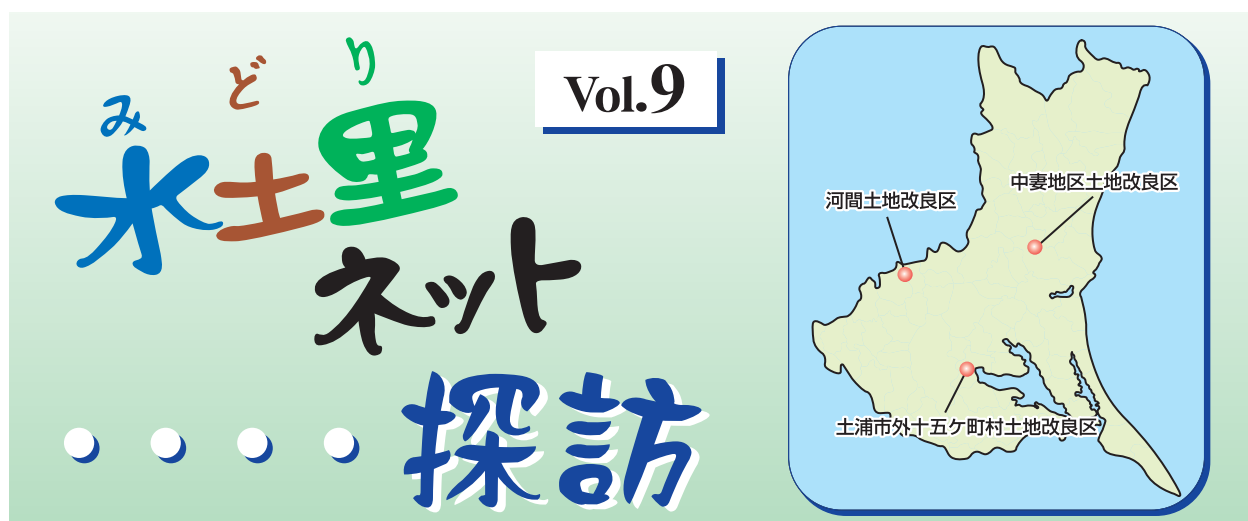 みどり
水土里
ネット
探訪
Vol.9
中妻地区土地改良区
河間土地改良区
土浦市外十五ケ町村土地改良区